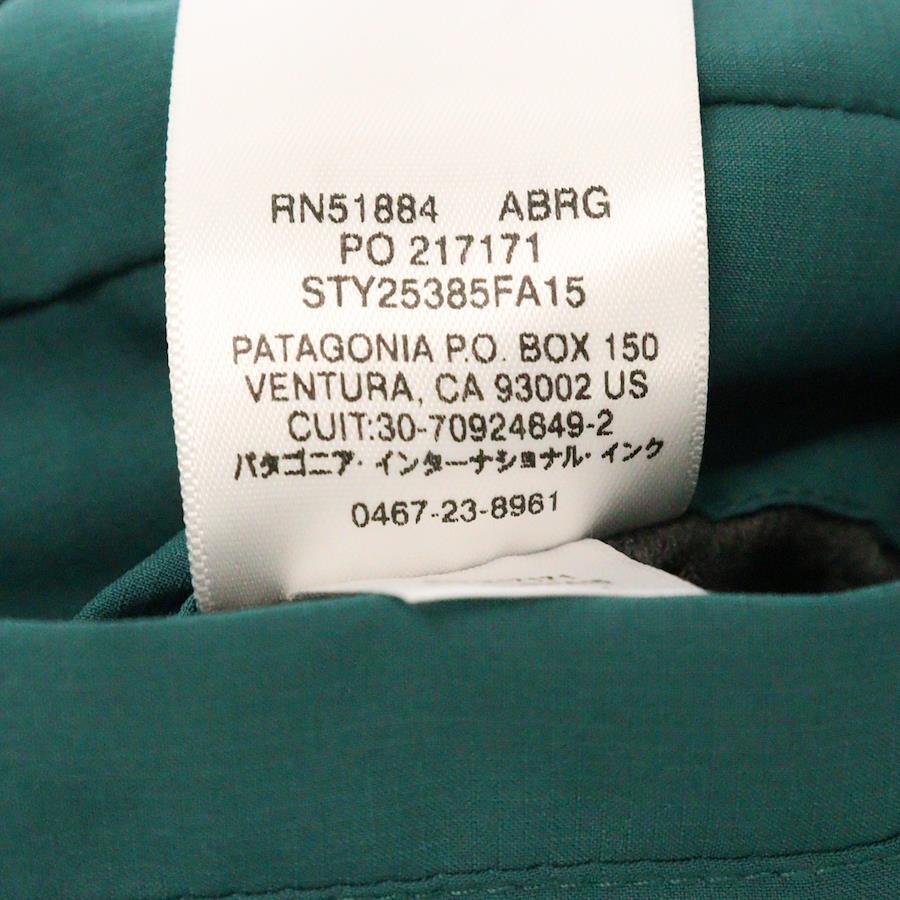 RN51884 ABRG
PO 217171
STY25385FA15
PATAGONIA P.O. BOX 150
VENTURA, CA 93002 US
CUIT:30-70924849-2
パタゴニア・インターナショナル・インク
0467-23-8961